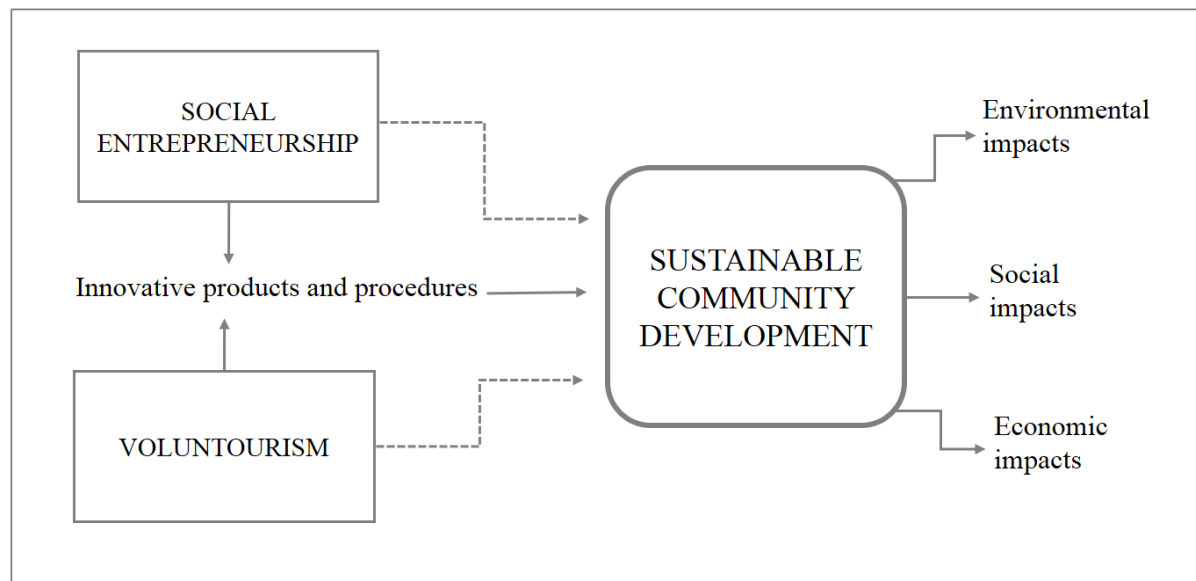 SOCIAL
ENTREPRENEURSHIP
Innovative products and procedures
VOLUNTOURISM
SUSTAINABLE
COMMUNITY
DEVELOPMENT
Environmental
impacts
Social
impacts
Economic
impacts